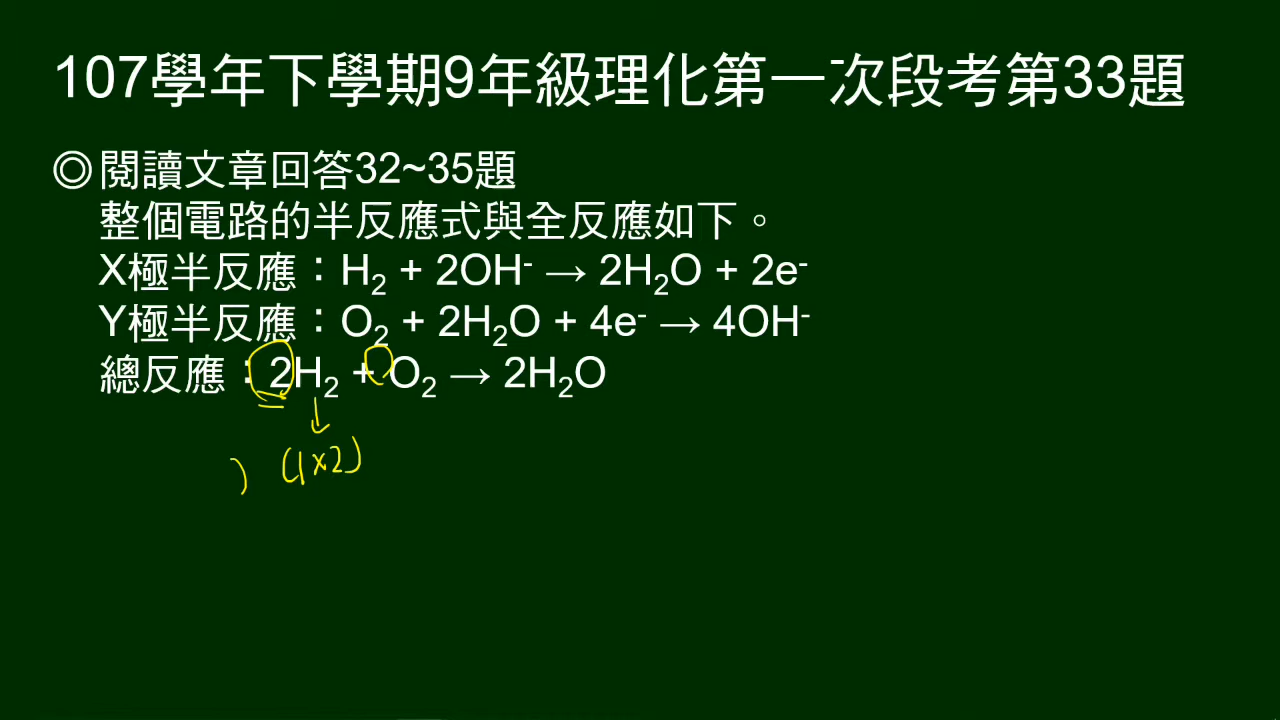 107學年下學期9年級理化第一次段考第33題
◎閱讀文章回答32~35題
整個電路的半反應式與全反應如下。
X極半反應：H₂ + 2OH⁻ → 2H₂O + 2e⁻
Y極半反應：O₂ + 2H₂O + 4e⁻ → 4OH⁻
總反應：2H₂ + O₂ → 2H₂O
) (1×2)